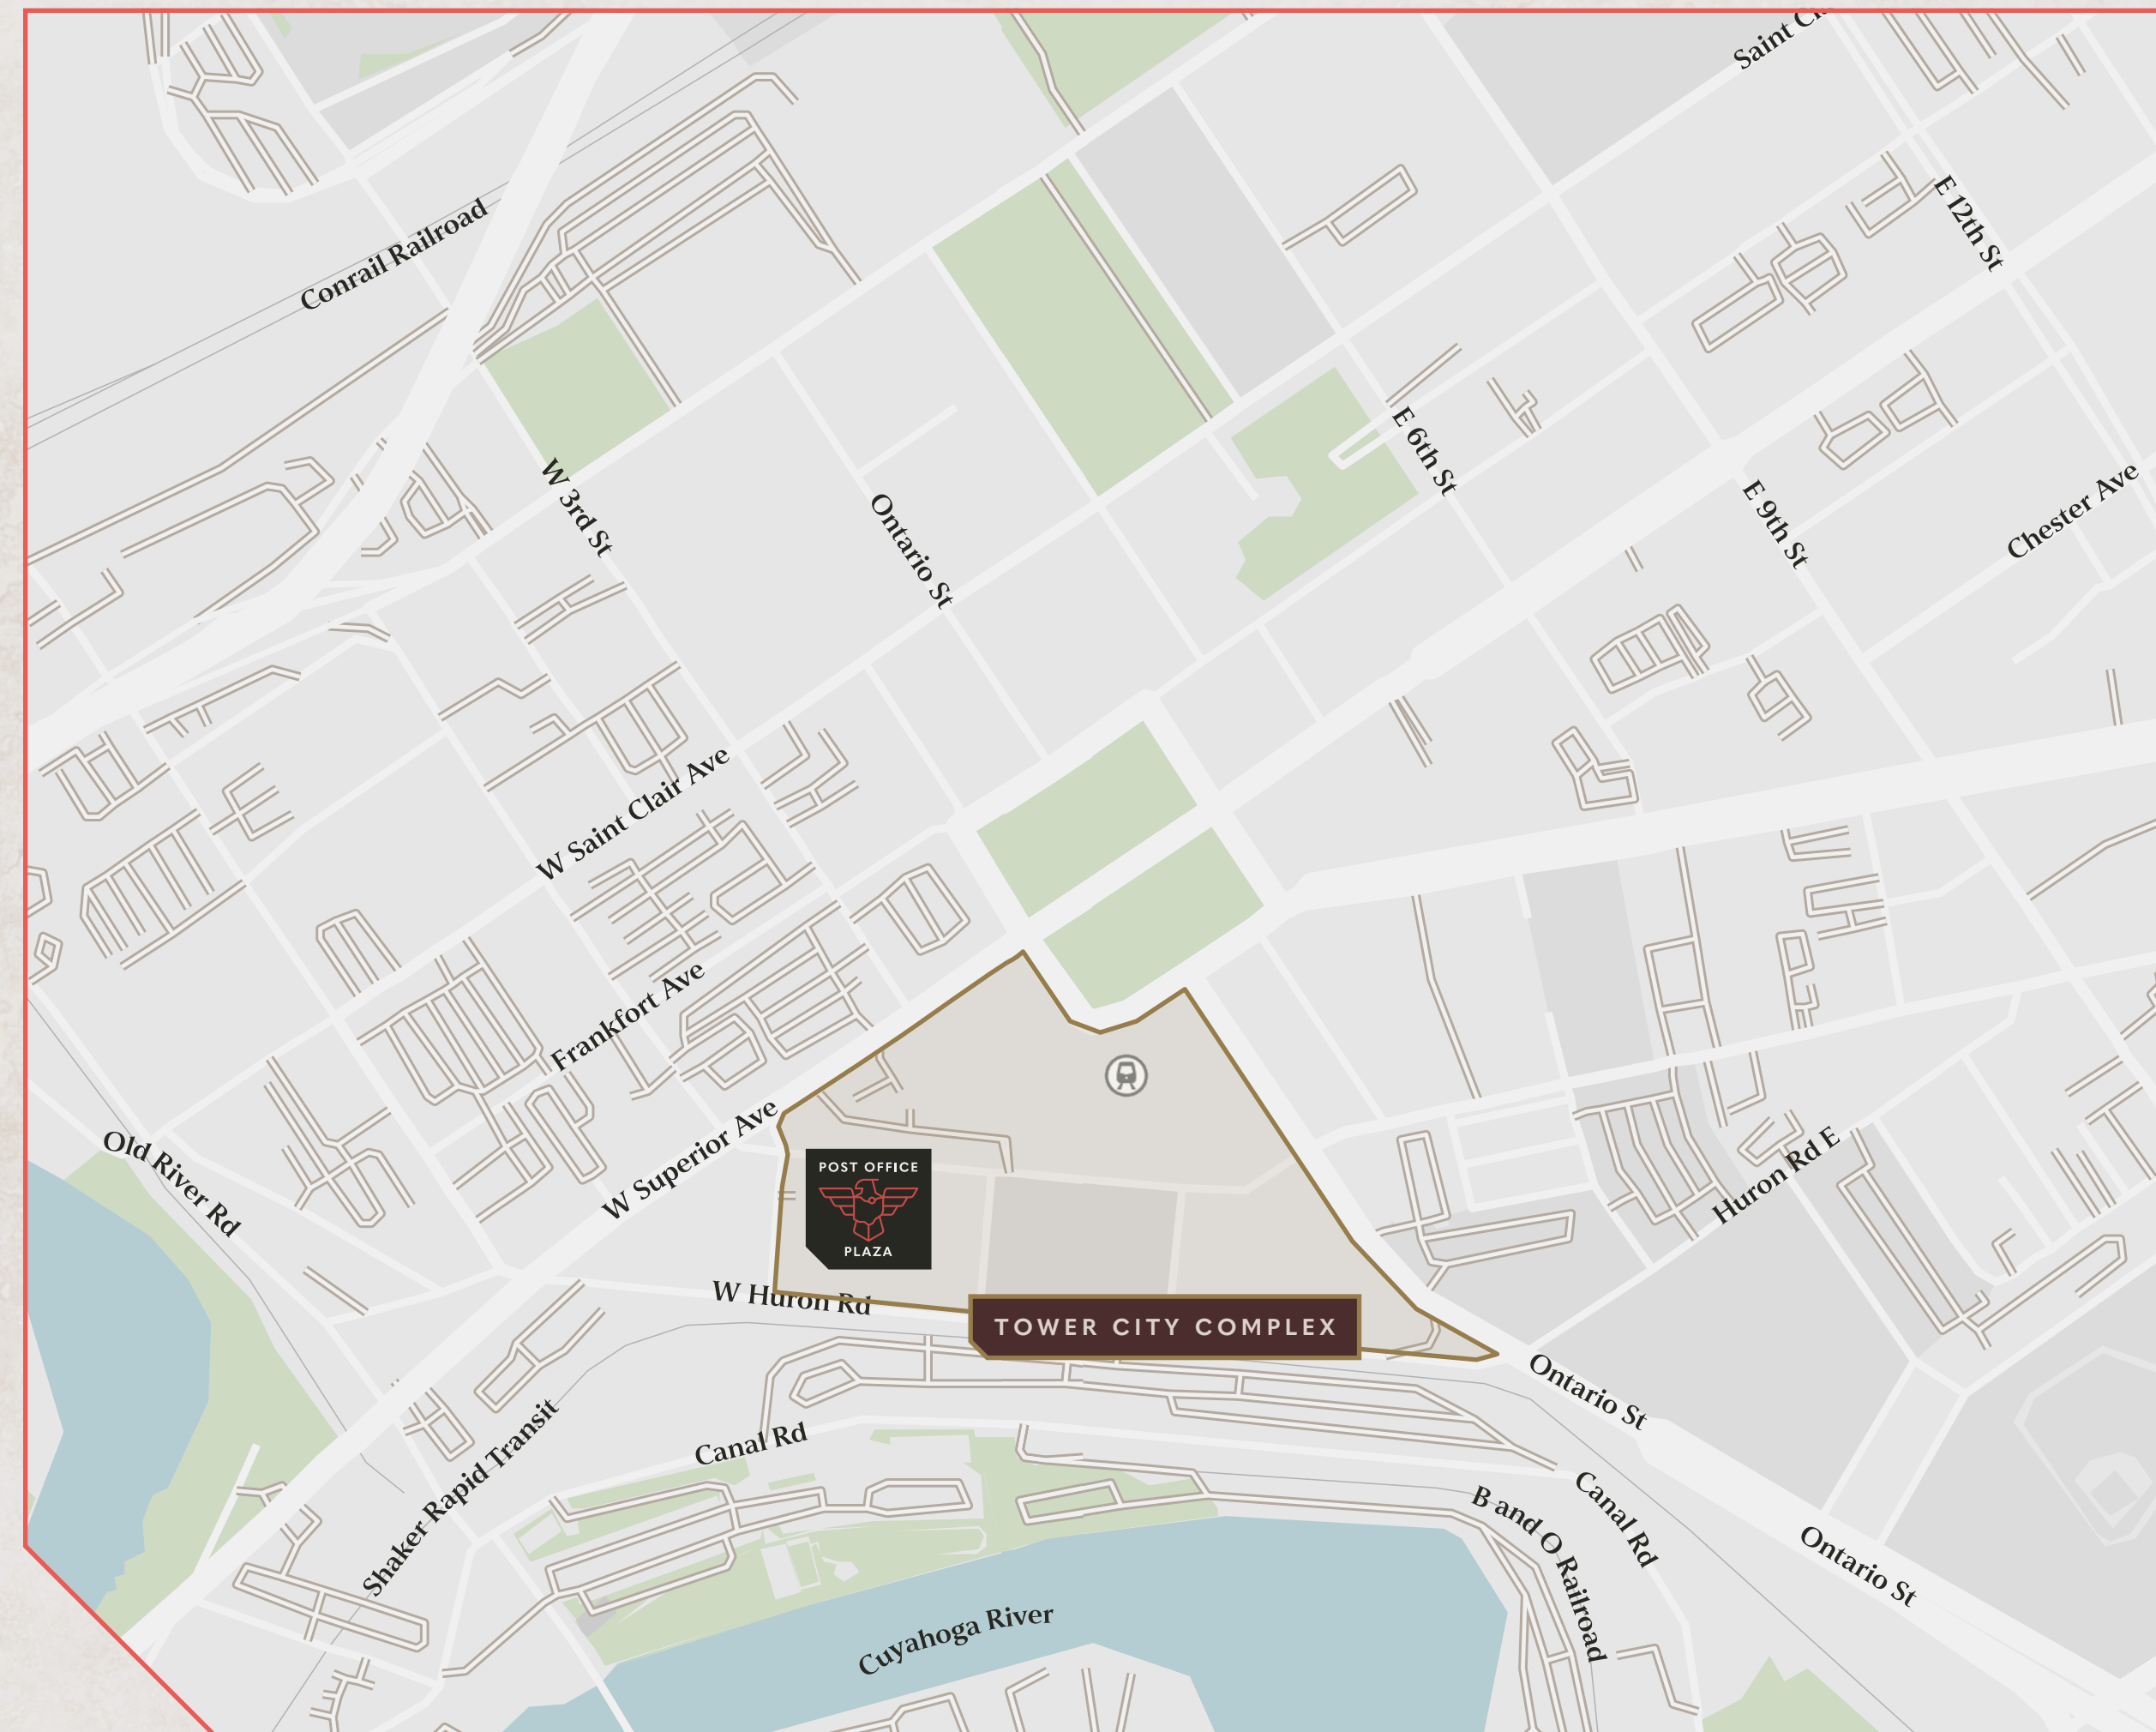 Saint
Conrail Railroad
E 12th St
W 3rd St
Ontario St
E 6th St
E 9th St
Chester Ave
W Saint Clair Ave
Frankfort Ave
W Superior Ave
Old River Rd
POST OFFICE
PLAZA
Huron Rd E
W Huron Rd
TOWER CITY COMPLEX
Ontario St
Shaker Rapid Transit
Canal Rd
Canal Rd
B and O Railroad
Ontario St
Cuyahoga River